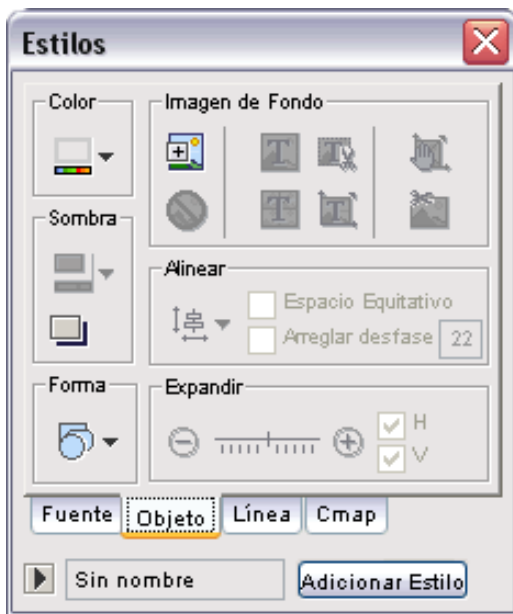 Estilos
Color
Imagen de Fondo
Sombra
Alinear
Espacio Equitativo
Arreglar desfase 22
Forma
Expandir
H
V
Fuente Objeto Línea Cmap
Sin nombre Adicionar Estilo